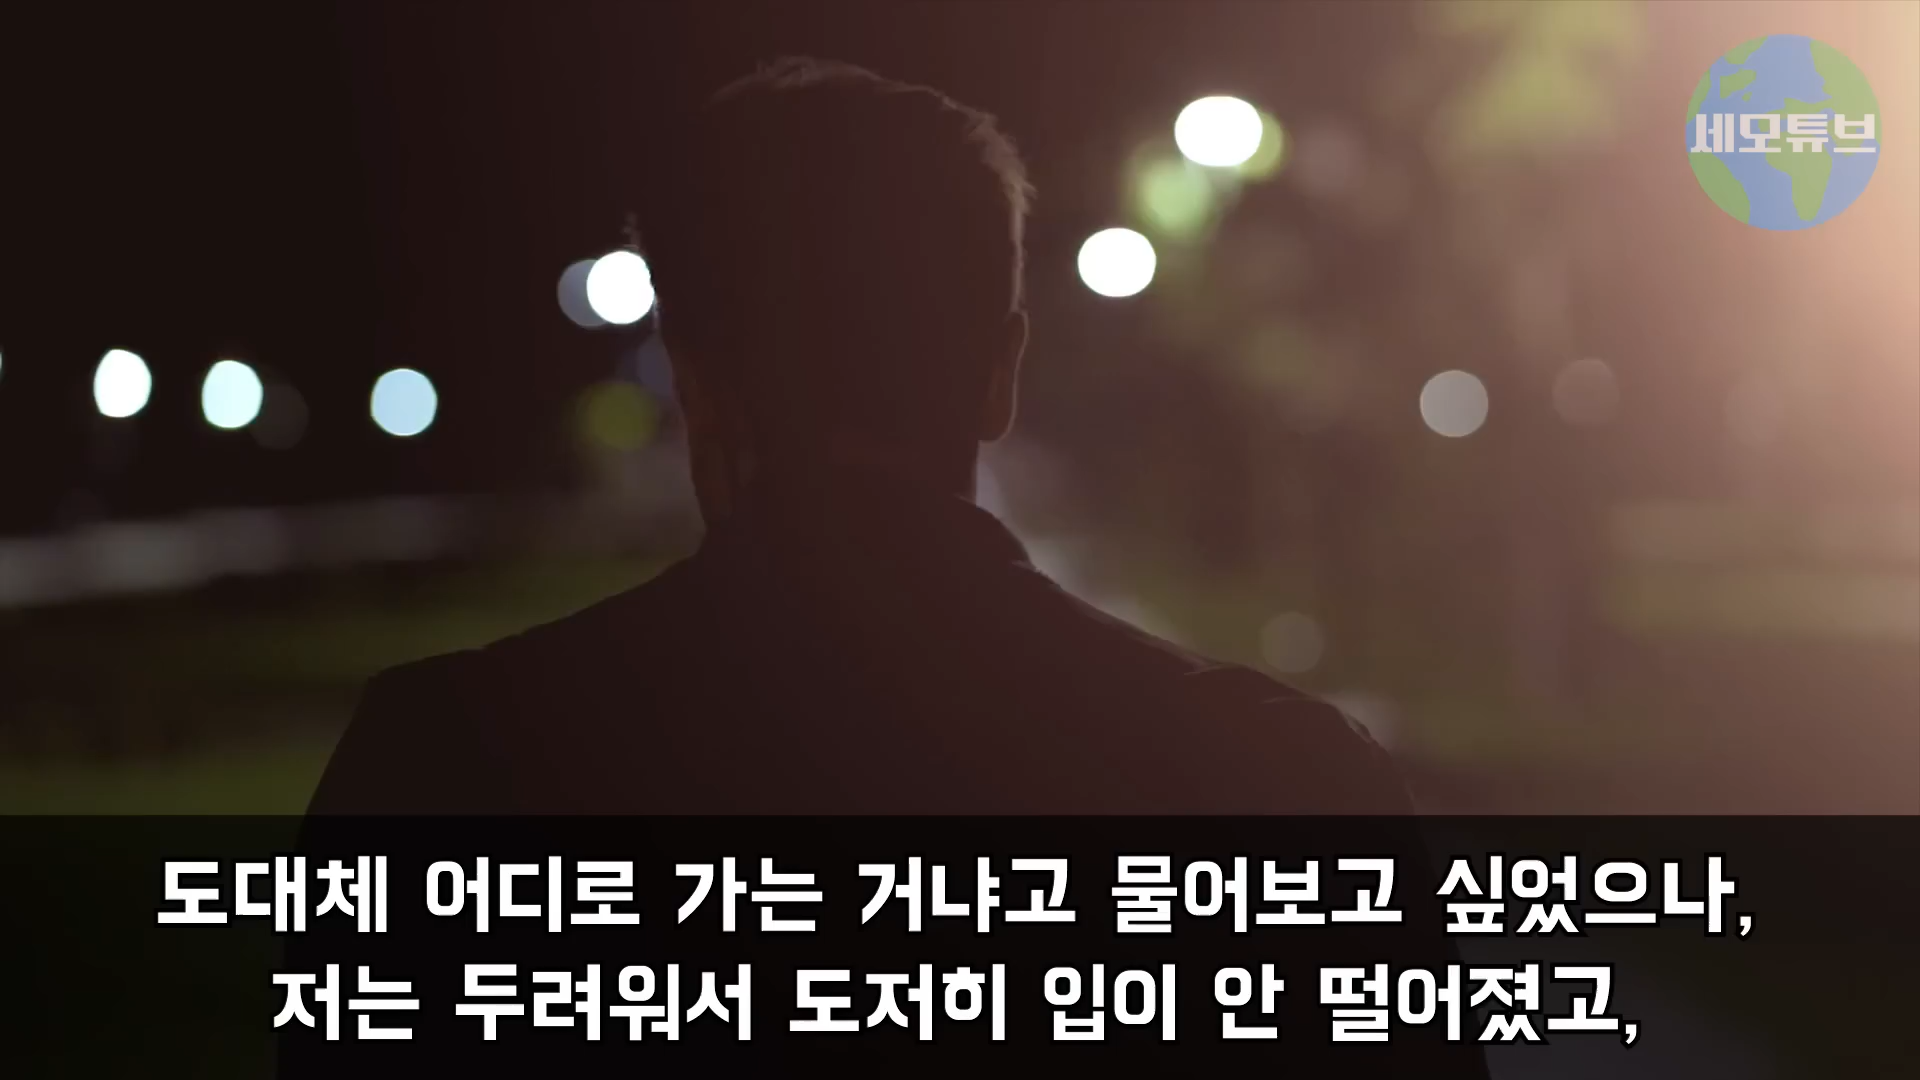 세모튜브
도대체 어디로 가는 거냐고 물어보고 싶었으나,
저는 두려워서 도저히 입이 안 떨어졌고,